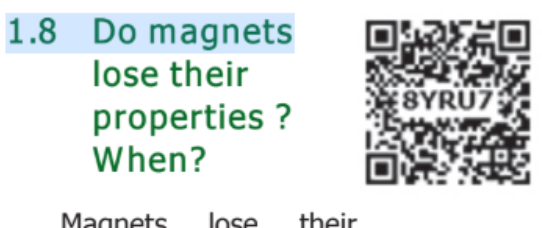 1.8 Do magnets
lose their
properties ?
When?
8YRU7
Magnets lose their